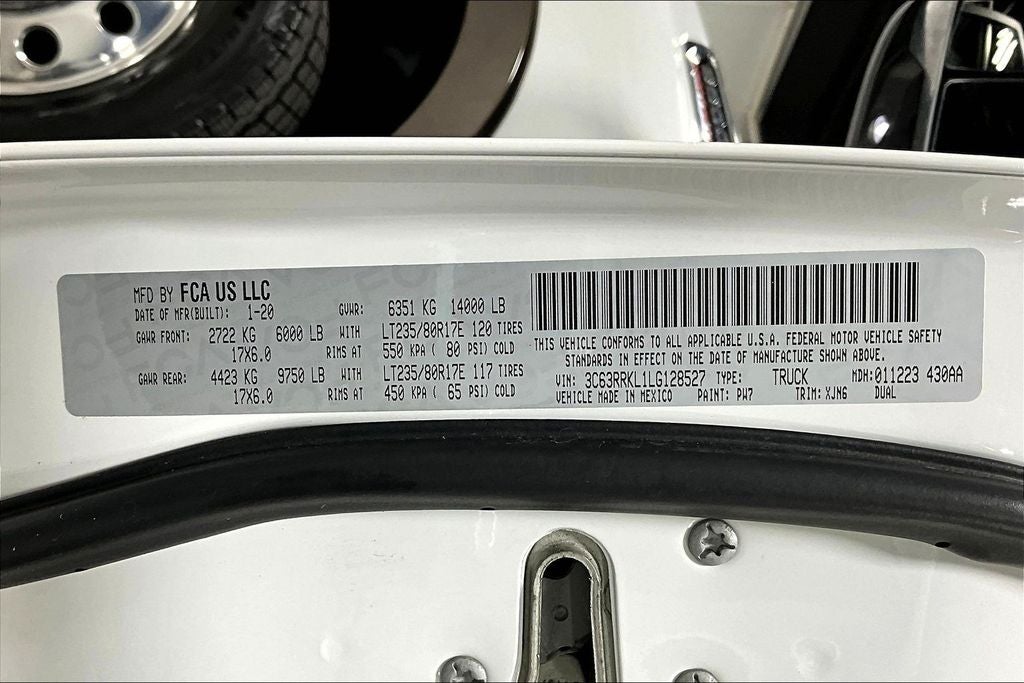 MFD BY FCA US LLC
DATE OF MFR(BUILT): 1-20 GVWR: 6351 KG 14000 LB
GAWR FRONT: 2722 KG 6000 LB WITH LT235/80R17E 120 TIRES
17X6.0 RIMS AT 550 KPA ( 80 PSI) COLD
GAWR REAR: 4423 KG 9750 LB WITH LT235/80R17E 117 TIRES
17X6.0 RIMS AT 450 KPA ( 65 PSI) COLD
THIS VEHICLE CONFORMS TO ALL APPLICABLE U.S.A. FEDERAL MOTOR VEHICLE SAFETY
STANDARDS IN EFFECT ON THE DATE OF MANUFACTURE SHOWN ABOVE.
VIN: 3C63RRKL1LG128527 TYPE: TRUCK MDH: 011223 430AA
VEHICLE MADE IN MEXICO PAINT: PW7 TRIM: XJN6 DUAL